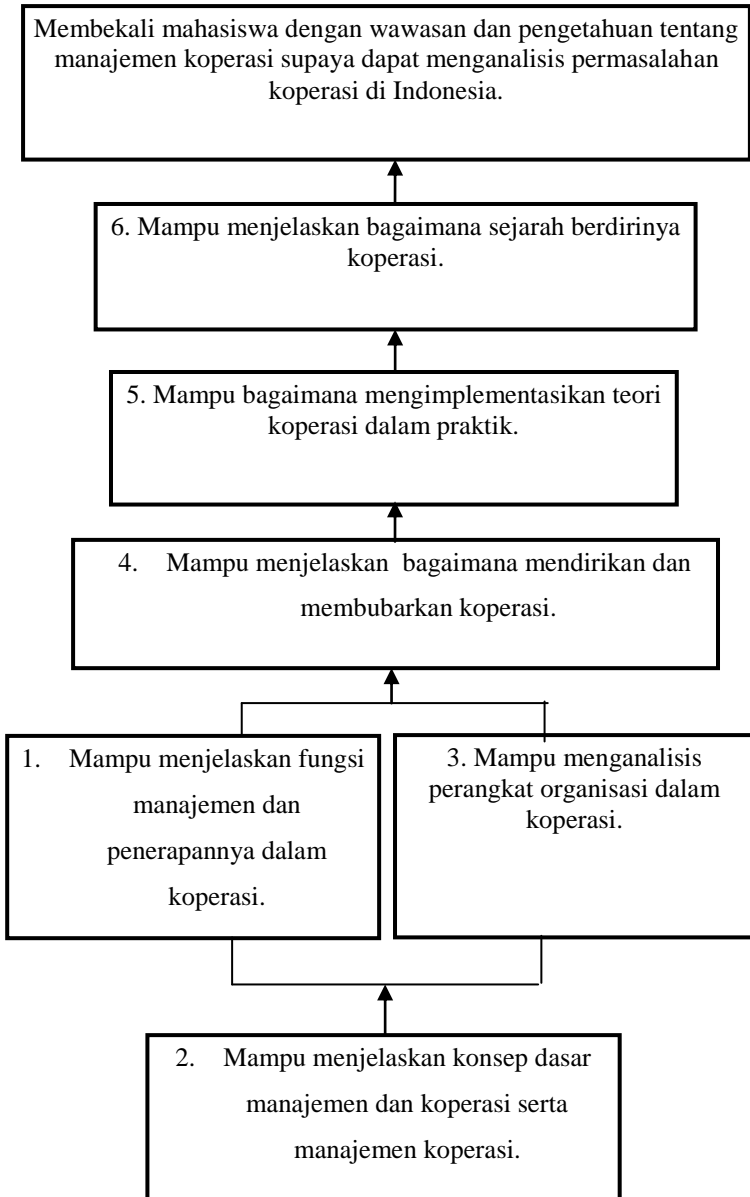 Membekali mahasiswa dengan wawasan dan pengetahuan tentang
manajemen koperasi supaya dapat menganalisis permasalahan
koperasi di Indonesia.
6. Mampu menjelaskan bagaimana sejarah berdirinya
koperasi.
5. Mampu bagaimana mengimplementasikan teori
koperasi dalam praktik.
4. Mampu menjelaskan bagaimana mendirikan dan
membubarkan koperasi.
1. Mampu menjelaskan fungsi
manajemen dan
penerapannya dalam
koperasi.
3. Mampu menganalisis
perangkat organisasi dalam
koperasi.
2. Mampu menjelaskan konsep dasar
manajemen dan koperasi serta
manajemen koperasi.